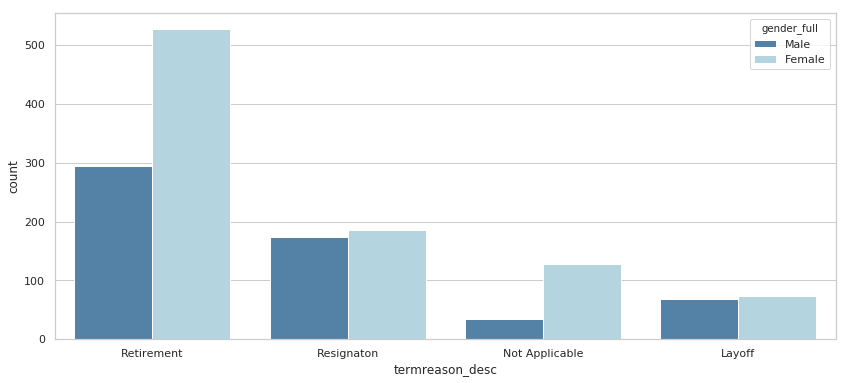 gender_full
Male
Female
500
400
300
200
100
0
count
Retirement Resignaton Not Applicable Layoff
termreason_desc